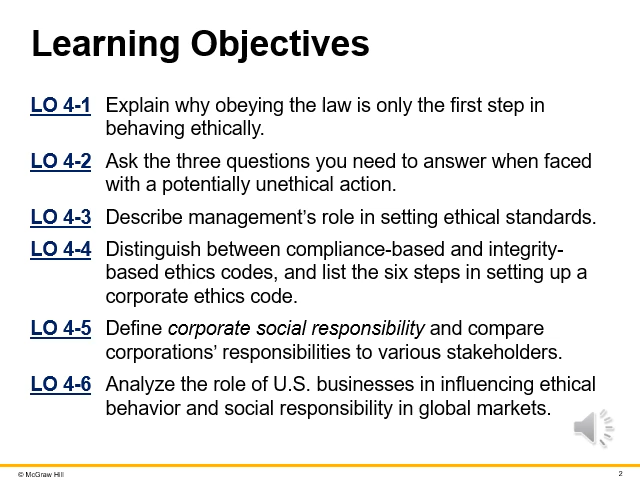 Learning Objectives
LO 4-1 Explain why obeying the law is only the first step in
behaving ethically.
LO 4-2 Ask the three questions you need to answer when faced
with a potentially unethical action.
LO 4-3 Describe management’s role in setting ethical standards.
LO 4-4 Distinguish between compliance-based and integrity-
based ethics codes, and list the six steps in setting up a
corporate ethics code.
LO 4-5 Define corporate social responsibility and compare
corporations’ responsibilities to various stakeholders.
LO 4-6 Analyze the role of U.S. businesses in influencing ethical
behavior and social responsibility in global markets.
© McGraw Hill
2